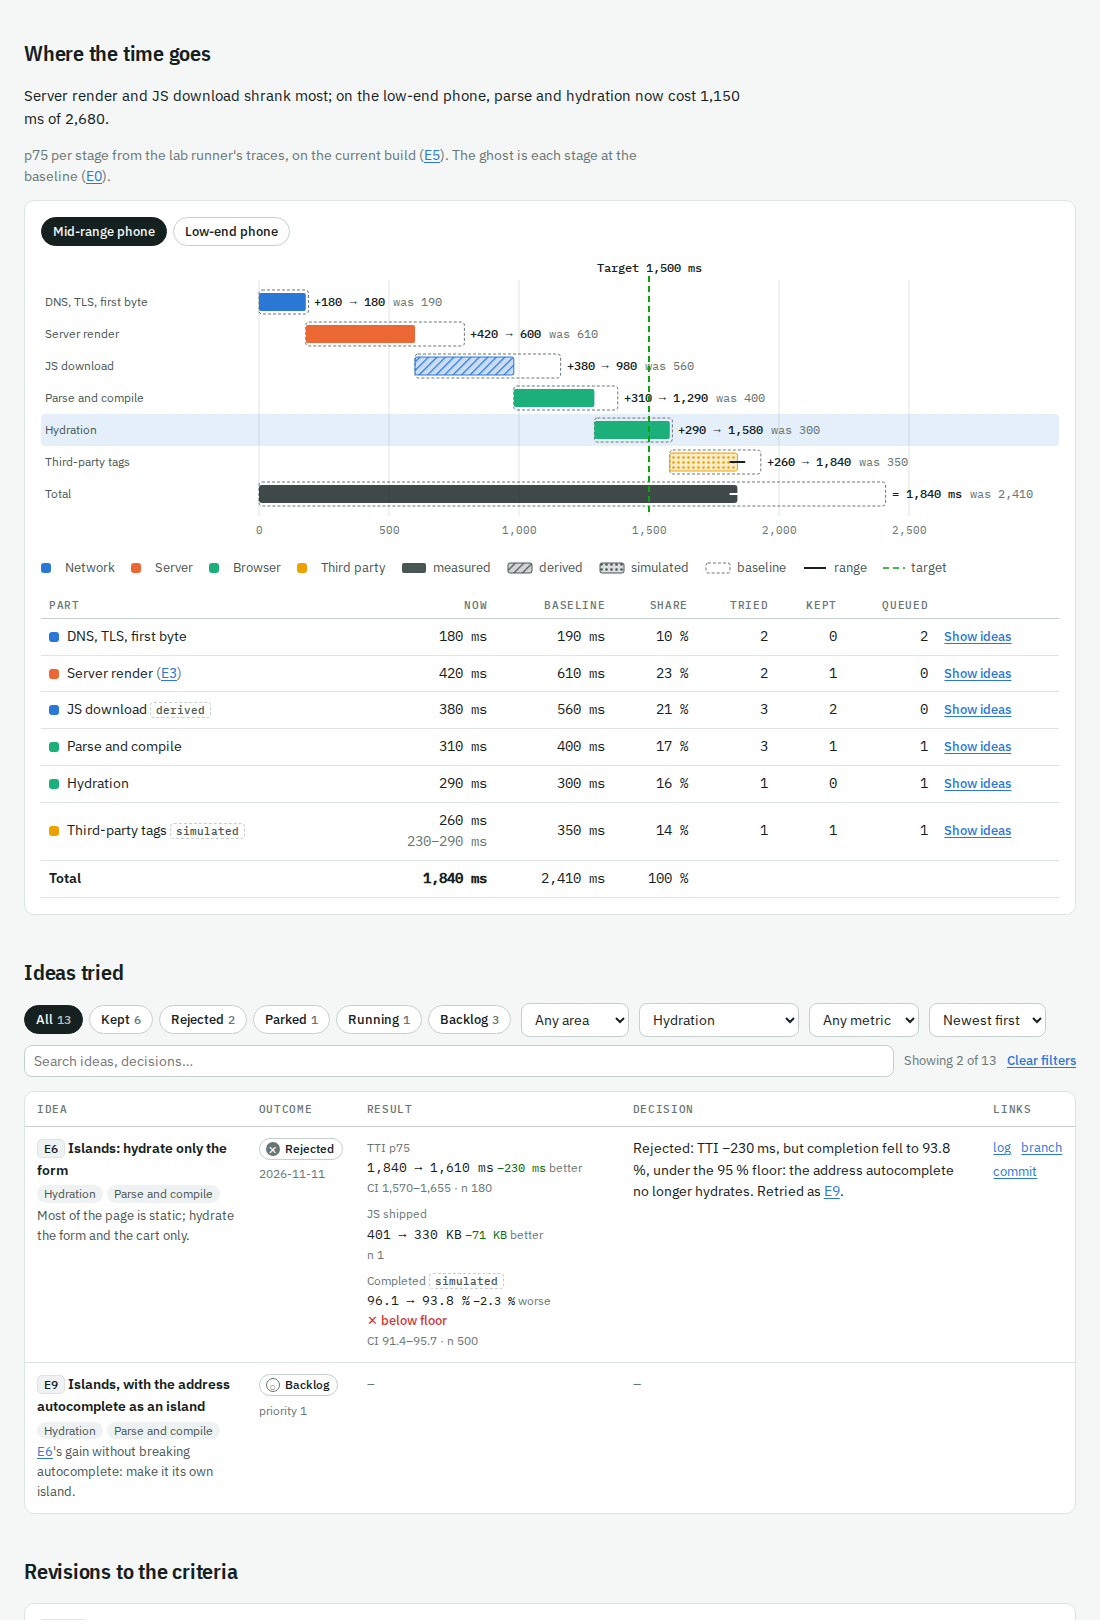 Where the time goes
Server render and JS download shrank most; on the low-end phone, parse and hydration now cost 1,150
ms of 2,680.
p75 per stage from the lab runner's traces, on the current build (E5). The ghost is each stage at the
baseline (E0).
Mid-range phone Low-end phone
Target 1,500 ms
DNS, TLS, first byte +180 → 180 was 190
Server render +420 → 600 was 610
JS download +380 → 980 was 560
Parse and compile +310 → 1,290 was 400
Hydration +290 → 1,580 was 300
Third-party tags +260 → 1,840 was 350
Total = 1,840 ms was 2,410
0 500 1,000 1,500 2,000 2,500
Network Server Browser Third party measured derived simulated baseline range target
PART NOW BASELINE SHARE TRIED KEPT QUEUED
DNS, TLS, first byte 180 ms 190 ms 10 % 2 0 2 Show ideas
Server render (E3) 420 ms 610 ms 23 % 2 1 0 Show ideas
JS download derived 380 ms 560 ms 21 % 3 2 0 Show ideas
Parse and compile 310 ms 400 ms 17 % 3 1 1 Show ideas
Hydration 290 ms 300 ms 16 % 1 0 1 Show ideas
Third-party tags simulated 260 ms 350 ms 14 % 1 1 1 Show ideas
230–290 ms
Total 1,840 ms 2,410 ms 100 %
Ideas tried
All 13 Kept 6 Rejected 2 Parked 1 Running 1 Backlog 3 Any area Hydration Any metric Newest first
Search ideas, decisions... Showing 2 of 13 Clear filters
IDEA OUTCOME RESULT DECISION LINKS
E6 Islands: hydrate only the
form
Hydration Parse and compile
Most of the page is static; hydrate
the form and the cart only.
Rejected
2026-11-11
TTI p75
1,840 → 1,610 ms −230 ms better
CI 1,570–1,655 · n 180
JS shipped
401 → 330 KB −71 KB better
n 1
Completed simulated
96.1 → 93.8 % −2.3 % worse
✕ below floor
CI 91.4–95.7 · n 500
Rejected: TTI −230 ms, but completion fell to 93.8
%, under the 95 % floor: the address autocomplete
no longer hydrates. Retried as E9.
log branch
commit
E9 Islands, with the address
autocomplete as an island
Hydration Parse and compile
E6's gain without breaking
autocomplete: make it its own
island.
Backlog
priority 1
–
–
Revisions to the criteria